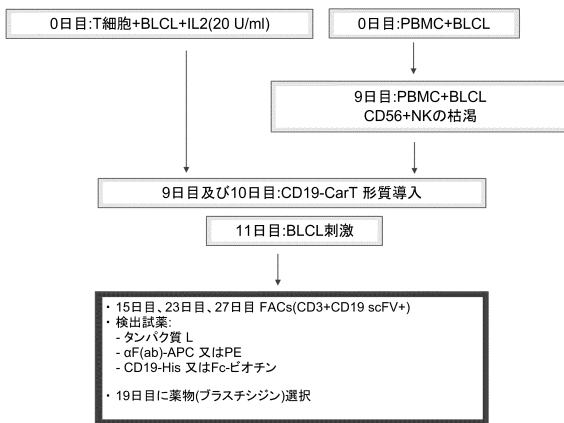 0日目:T細胞+BLCL+IL2(20 U/ml)
0日目:PBMC+BLCL
9日目:PBMC+BLCL
CD56+NKの枯渇
9日目及び10日目:CD19-CarT 形質導入
11日目:BLCL刺激
・ 15日目、23日目、27日目 FACs(CD3+CD19 scFV+)
・ 検出試薬:
- タンパク質 L
- αF(ab)-APC 又はPE
- CD19-His 又はFc-ビオチン
・ 19日目に薬物(ブラスチシジン)選択